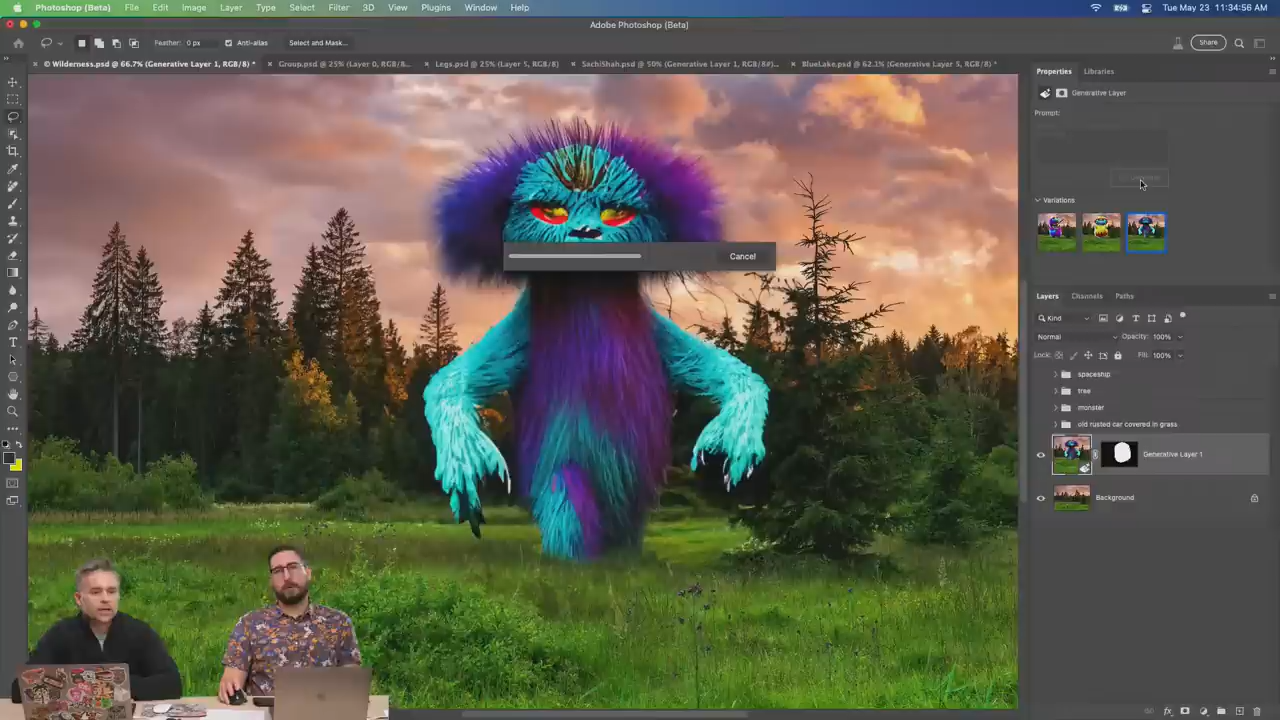 Photoshop (Beta) File Edit Image Layer Type Select Filter 3D View Plugins Window Help Tue May 23 11:34:56 AM
Adobe Photoshop (Beta)
Feather: 0 px Anti-alias Select and Mask... Share
© Wilderness.psd @ 66.7% (Generative Layer 1, RGB/8) * Group.psd @ 25% (Layer 0, RGB/8... Legs.psd @ 25% (Layer 5, RGB/8) SachiShah.psd @ 50% (Generative Layer 1, RGB/8#)... BlueLake.psd @ 62.1% (Generative Layer 5, RGB/8) *
Properties Libraries
Generative Layer
Prompt:
Variations
Cancel
Layers Channels Paths
Kind
Normal Opacity: 100%
Lock: Fill: 100%
spaceship
tree
monster
old rusted car covered in grass
Generative Layer 1
Background